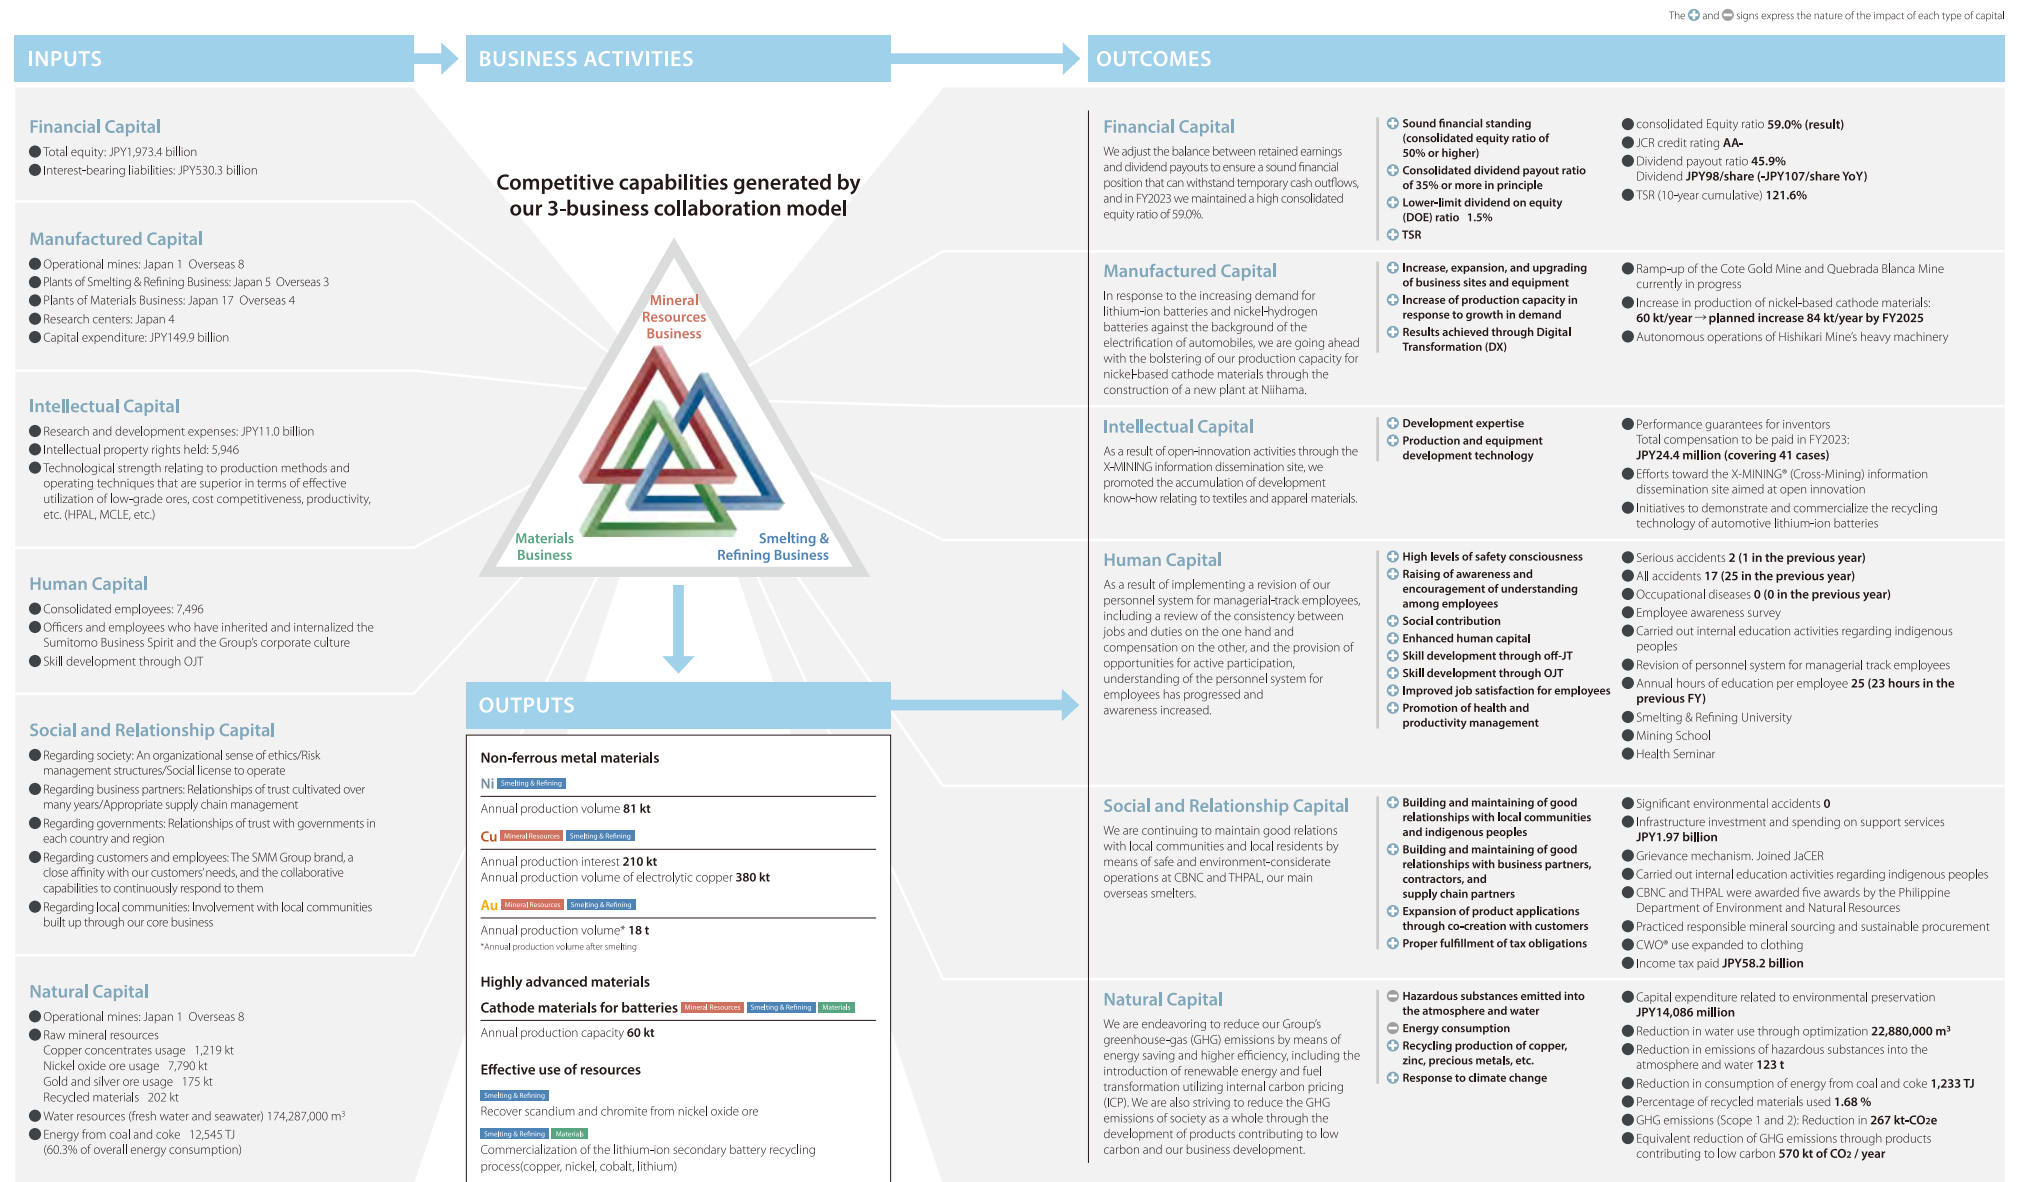 The + and − signs express the nature of the impact of each type of capital
INPUTS
Financial Capital
● Total equity: JPY1,973.4 billion
● Interest-bearing liabilities: JPY530.3 billion
Manufactured Capital
● Operational mines: Japan 1 Overseas 8
● Plants of Smelting & Refining Business: Japan 5 Overseas 3
● Plants of Materials Business: Japan 17 Overseas 4
● Research centers: Japan 4
● Capital expenditure: JPY149.9 billion
Intellectual Capital
● Research and development expenses: JPY11.0 billion
● Intellectual property rights held: 5,946
● Technological strength relating to production methods and
operating techniques that are superior in terms of effective
utilization of low-grade ores, cost competitiveness, productivity,
etc. (HPAL, MCLE, etc.)
Human Capital
● Consolidated employees: 7,496
● Officers and employees who have inherited and internalized the
Sumitomo Business Spirit and the Group's corporate culture
● Skill development through OJT
Social and Relationship Capital
● Regarding society: An organizational sense of ethics/Risk
management structures/Social license to operate
● Regarding business partners: Relationships of trust cultivated over
many years/Appropriate supply chain management
● Regarding governments: Relationships of trust with governments in
each country and region
● Regarding customers and employees: The SMM Group brand, a
close affinity with our customers' needs, and the collaborative
capabilities to continuously respond to them
● Regarding local communities: Involvement with local communities
built up through our core business
Natural Capital
● Operational mines: Japan 1 Overseas 8
● Raw mineral resources
Copper concentrates usage 1,219 kt
Nickel oxide ore usage 7,790 kt
Gold and silver ore usage 175 kt
Recycled materials 202 kt
● Water resources (fresh water and seawater) 174,287,000 m³
● Energy from coal and coke 12,545 TJ
(60.3% of overall energy consumption)
BUSINESS ACTIVITIES
Competitive capabilities generated by
our 3-business collaboration model
Mineral
Resources
Business
Materials
Business
Smelting &
Refining Business
OUTPUTS
Non-ferrous metal materials
Ni Smelting & Refining
Annual production volume 81 kt
Cu Mineral Resources Smelting & Refining
Annual production interest 210 kt
Annual production volume of electrolytic copper 380 kt
Au Mineral Resources Smelting & Refining
Annual production volume* 18 t
*Annual production volume after smelting
Highly advanced materials
Cathode materials for batteries Mineral Resources Smelting & Refining Materials
Annual production capacity 60 kt
Effective use of resources
Smelting & Refining
Recover scandium and chromite from nickel oxide ore
Smelting & Refining Materials
Commercialization of the lithium-ion secondary battery recycling
process(copper, nickel, cobalt, lithium)
OUTCOMES
Financial Capital
We adjust the balance between retained earnings
and dividend payouts to ensure a sound financial
position that can withstand temporary cash outflows,
and in FY2023 we maintained a high consolidated
equity ratio of 59.0%.
+ Sound financial standing
(consolidated equity ratio of
50% or higher)
+ Consolidated dividend payout ratio
of 35% or more in principle
+ Lower-limit dividend on equity
(DOE) ratio 1.5%
+ TSR
● consolidated Equity ratio 59.0% (result)
● JCR credit rating AA-
● Dividend payout ratio 45.9%
Dividend JPY98/share (-JPY107/share YoY)
● TSR (10-year cumulative) 121.6%
Manufactured Capital
In response to the increasing demand for
lithium-ion batteries and nickel-hydrogen
batteries against the background of the
electrification of automobiles, we are going ahead
with the bolstering of our production capacity for
nickel-based cathode materials through the
construction of a new plant at Niihama.
+ Increase, expansion, and upgrading
of business sites and equipment
+ Increase of production capacity in
response to growth in demand
+ Results achieved through Digital
Transformation (DX)
● Ramp-up of the Cote Gold Mine and Quebrada Blanca Mine
currently in progress
● Increase in production of nickel-based cathode materials:
60 kt/year → planned increase 84 kt/year by FY2025
● Autonomous operations of Hishikari Mine's heavy machinery
Intellectual Capital
As a result of open-innovation activities through the
X-MINING information dissemination site, we
promoted the accumulation of development
know-how relating to textiles and apparel materials.
+ Development expertise
+ Production and equipment
development technology
● Performance guarantees for inventors
Total compensation to be paid in FY2023:
JPY24.4 million (covering 41 cases)
● Efforts toward the X-MINING® (Cross-Mining) information
dissemination site aimed at open innovation
● Initiatives to demonstrate and commercialize the recycling
technology of automotive lithium-ion batteries
Human Capital
As a result of implementing a revision of our
personnel system for managerial-track employees,
including a review of the consistency between
jobs and duties on the one hand and
compensation on the other, and the provision of
opportunities for active participation,
understanding of the personnel system for
employees has progressed and
awareness increased.
+ High levels of safety consciousness
+ Raising of awareness and
encouragement of understanding
among employees
+ Social contribution
+ Enhanced human capital
+ Skill development through off-JT
+ Skill development through OJT
+ Improved job satisfaction for employees
+ Promotion of health and
productivity management
● Serious accidents 2 (1 in the previous year)
● All accidents 17 (25 in the previous year)
● Occupational diseases 0 (0 in the previous year)
● Employee awareness survey
● Carried out internal education activities regarding indigenous
peoples
● Revision of personnel system for managerial track employees
● Annual hours of education per employee 25 (23 hours in the
previous FY)
● Smelting & Refining University
● Mining School
● Health Seminar
Social and Relationship Capital
We are continuing to maintain good relations
with local communities and local residents by
means of safe and environment-considerate
operations at CBNC and THPAL, our main
overseas smelters.
+ Building and maintaining of good
relationships with local communities
and indigenous peoples
+ Building and maintaining of good
relationships with business partners,
contractors, and
supply chain partners
+ Expansion of product applications
through co-creation with customers
+ Proper fulfillment of tax obligations
● Significant environmental accidents 0
● Infrastructure investment and spending on support services
JPY1.97 billion
● Grievance mechanism. Joined JaCER
● Carried out internal education activities regarding indigenous peoples
● CBNC and THPAL were awarded five awards by the Philippine
Department of Environment and Natural Resources
● Practiced responsible mineral sourcing and sustainable procurement
● CWO® use expanded to clothing
● Income tax paid JPY58.2 billion
Natural Capital
We are endeavoring to reduce our Group's
greenhouse-gas (GHG) emissions by means of
energy saving and higher efficiency, including the
introduction of renewable energy and fuel
transformation utilizing internal carbon pricing
(ICP). We are also striving to reduce the GHG
emissions of society as a whole through the
development of products contributing to low
carbon and our business development.
− Hazardous substances emitted into
the atmosphere and water
− Energy consumption
+ Recycling production of copper,
zinc, precious metals, etc.
+ Response to climate change
● Capital expenditure related to environmental preservation
JPY14,086 million
● Reduction in water use through optimization 22,880,000 m³
● Reduction in emissions of hazardous substances into the
atmosphere and water 123 t
● Reduction in consumption of energy from coal and coke 1,233 TJ
● Percentage of recycled materials used 1.68 %
● GHG emissions (Scope 1 and 2): Reduction in 267 kt-CO2e
● Equivalent reduction of GHG emissions through products
contributing to low carbon 570 kt of CO2 / year